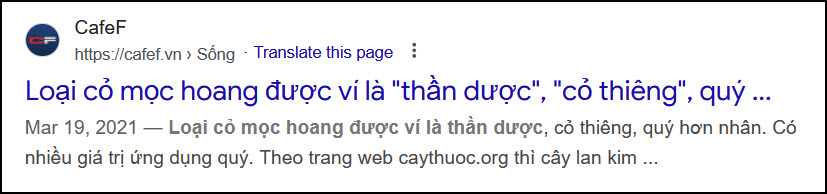 CafeF
https://cafef.vn › Sống · Translate this page
Loại cỏ mọc hoang được ví là "thần dược", "cỏ thiêng", quý ...
Mar 19, 2021 — Loại cỏ mọc hoang được ví là thần dược, cỏ thiêng, quý hơn nhân. Có
nhiều giá trị ứng dụng quý. Theo trang web caythuoc.org thì cây lan kim ...